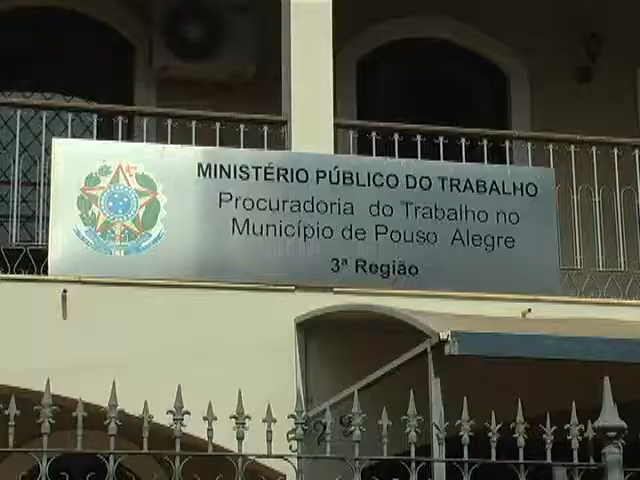 MINISTÉRIO PÚBLICO DO TRABALHO
Procuradoria do Trabalho no
Município de Pouso Alegre
3ª Região